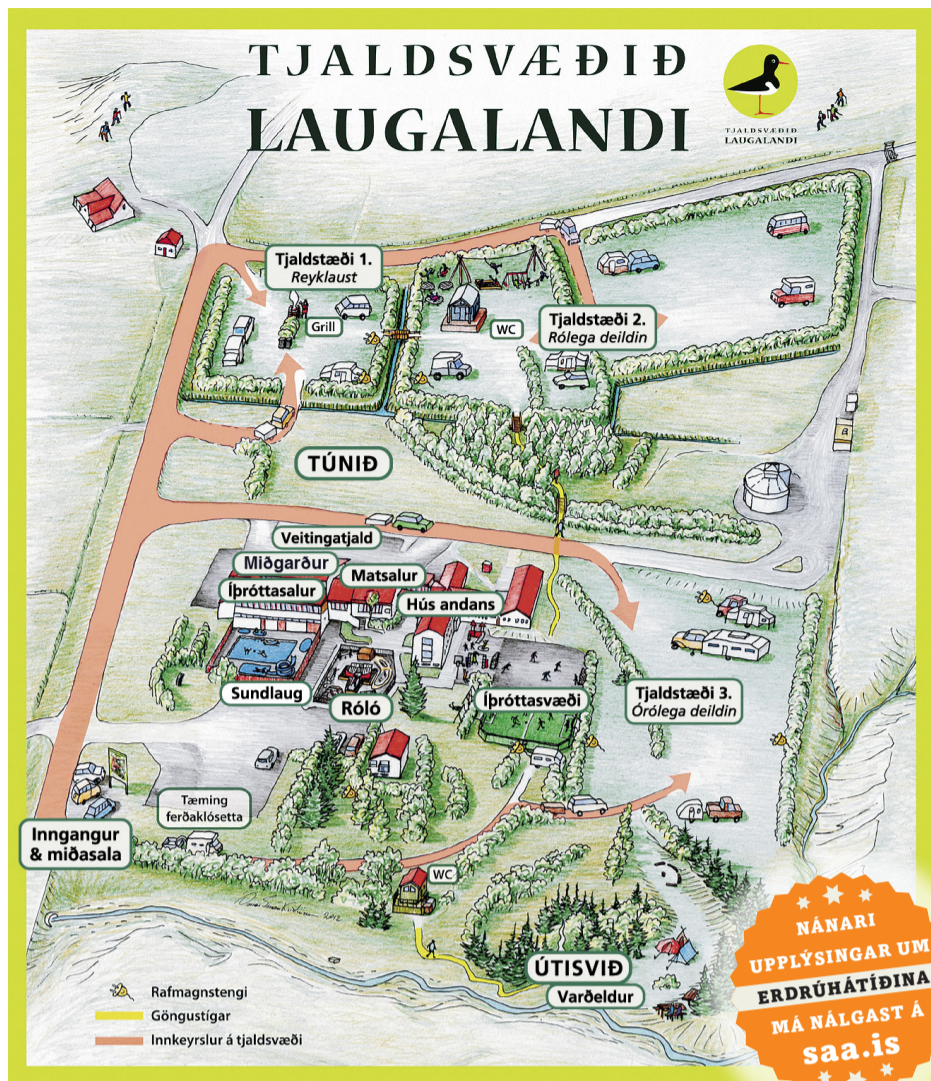 TJALDSVÆÐIÐ
LAUGALANDI
TJALDSVÆÐIÐ
LAUGALANDI
Tjaldstæði 1.
Reyklaust
Grill
WC
Tjaldstæði 2.
Rólega deildin
TÚNIÐ
Veitingatjald
Miðgarður
Matsalur
Íþróttasalur
Hús andans
Sundlaug
Róló
Íþróttasvæði
Tjaldstæði 3.
Órólega deildin
Tæming
ferðaklósetta
Inngangur
& miðasala
WC
ÚTISVIÐ
Varðeldur
Rafmagnstengi
Göngustígar
Innkeyrslur á tjaldsvæði
NÁNARI
UPPLÝSINGAR UM
ERDRÚHÁTÍÐINA
MÁ NÁLGAST Á
saa.is